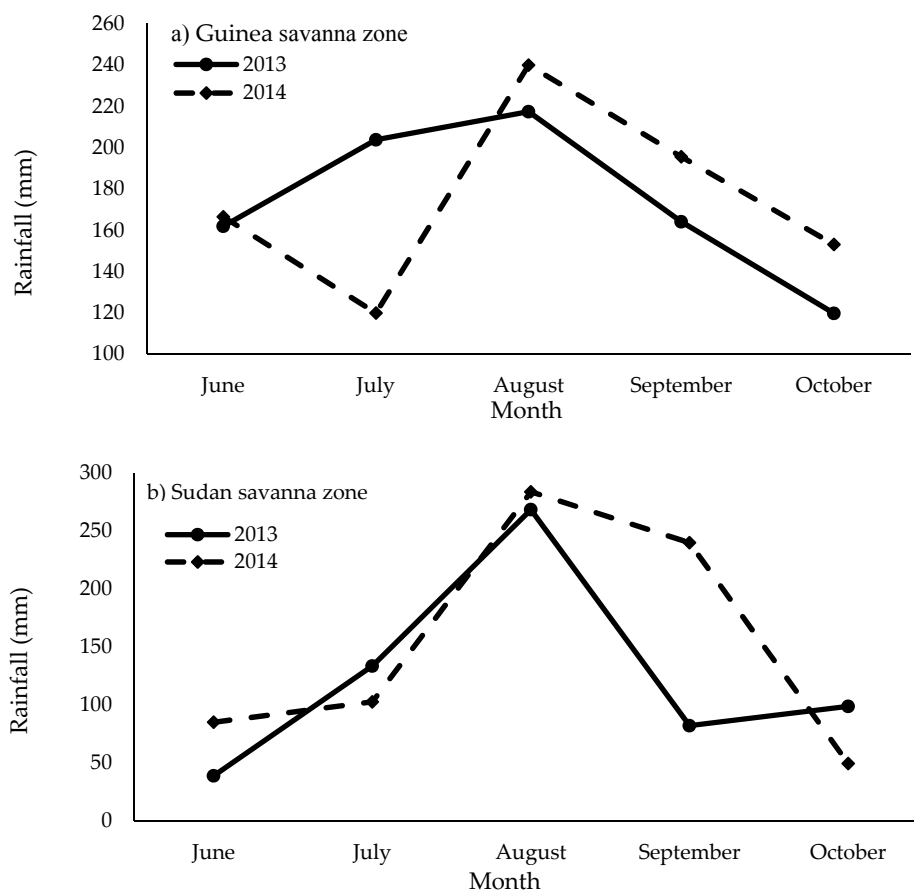 a) Guinea savanna zone
2013
2014
Rainfall (mm)
260
240
220
200
180
160
140
120
100
June July August September October
Month
b) Sudan savanna zone
2013
2014
Rainfall (mm)
300
250
200
150
100
50
0
June July August September October
Month